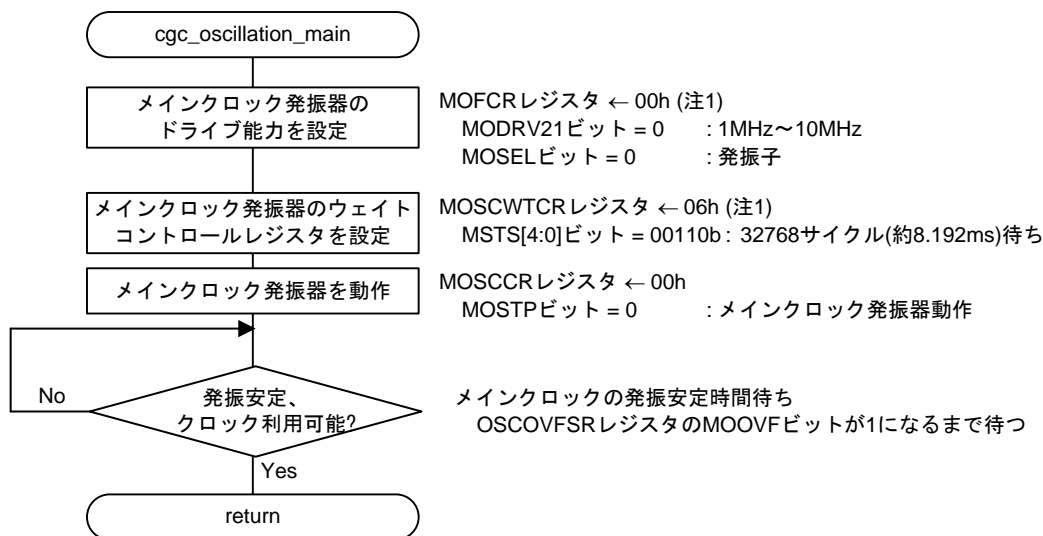 cgc_oscillation_main
メインクロック発振器の
ドライブ能力を設定
MOFCRレジスタ ← 00h (注1)
MODRV21ビット = 0 : 1MHz～10MHz
MOSELビット = 0 : 発振子
メインクロック発振器のウェイト
コントロールレジスタを設定
MOSCWTCRレジスタ ← 06h (注1)
MSTS[4:0]ビット = 00110b : 32768サイクル(約8.192ms)待ち
メインクロック発振器を動作
MOSCCRレジスタ ← 00h
MOSTPビット = 0 : メインクロック発振器動作
No
発振安定、
クロック利用可能?
メインクロックの発振安定時間待ち
OSCOVFSRレジスタのMOOVFビットが1になるまで待つ
Yes
return